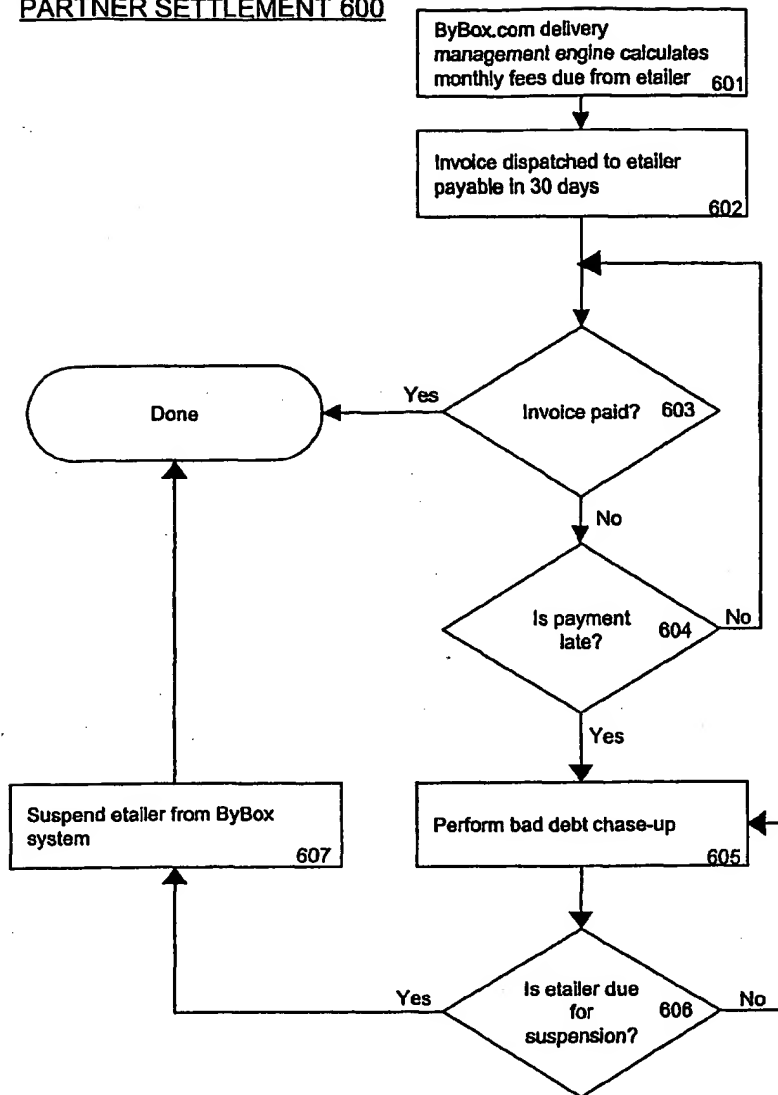 PARTNER SETTLEMENT 600
ByBox.com delivery
management engine calculates
monthly fees due from etailer
601
Invoice dispatched to etailer
payable in 30 days
602
Yes
Done
Invoice paid? 603
No
Is payment
late?
604
No
Yes
Suspend etailer from ByBox
system
607
Perform bad debt chase-up
605
Yes
Is etailer due
for
suspension?
606
No